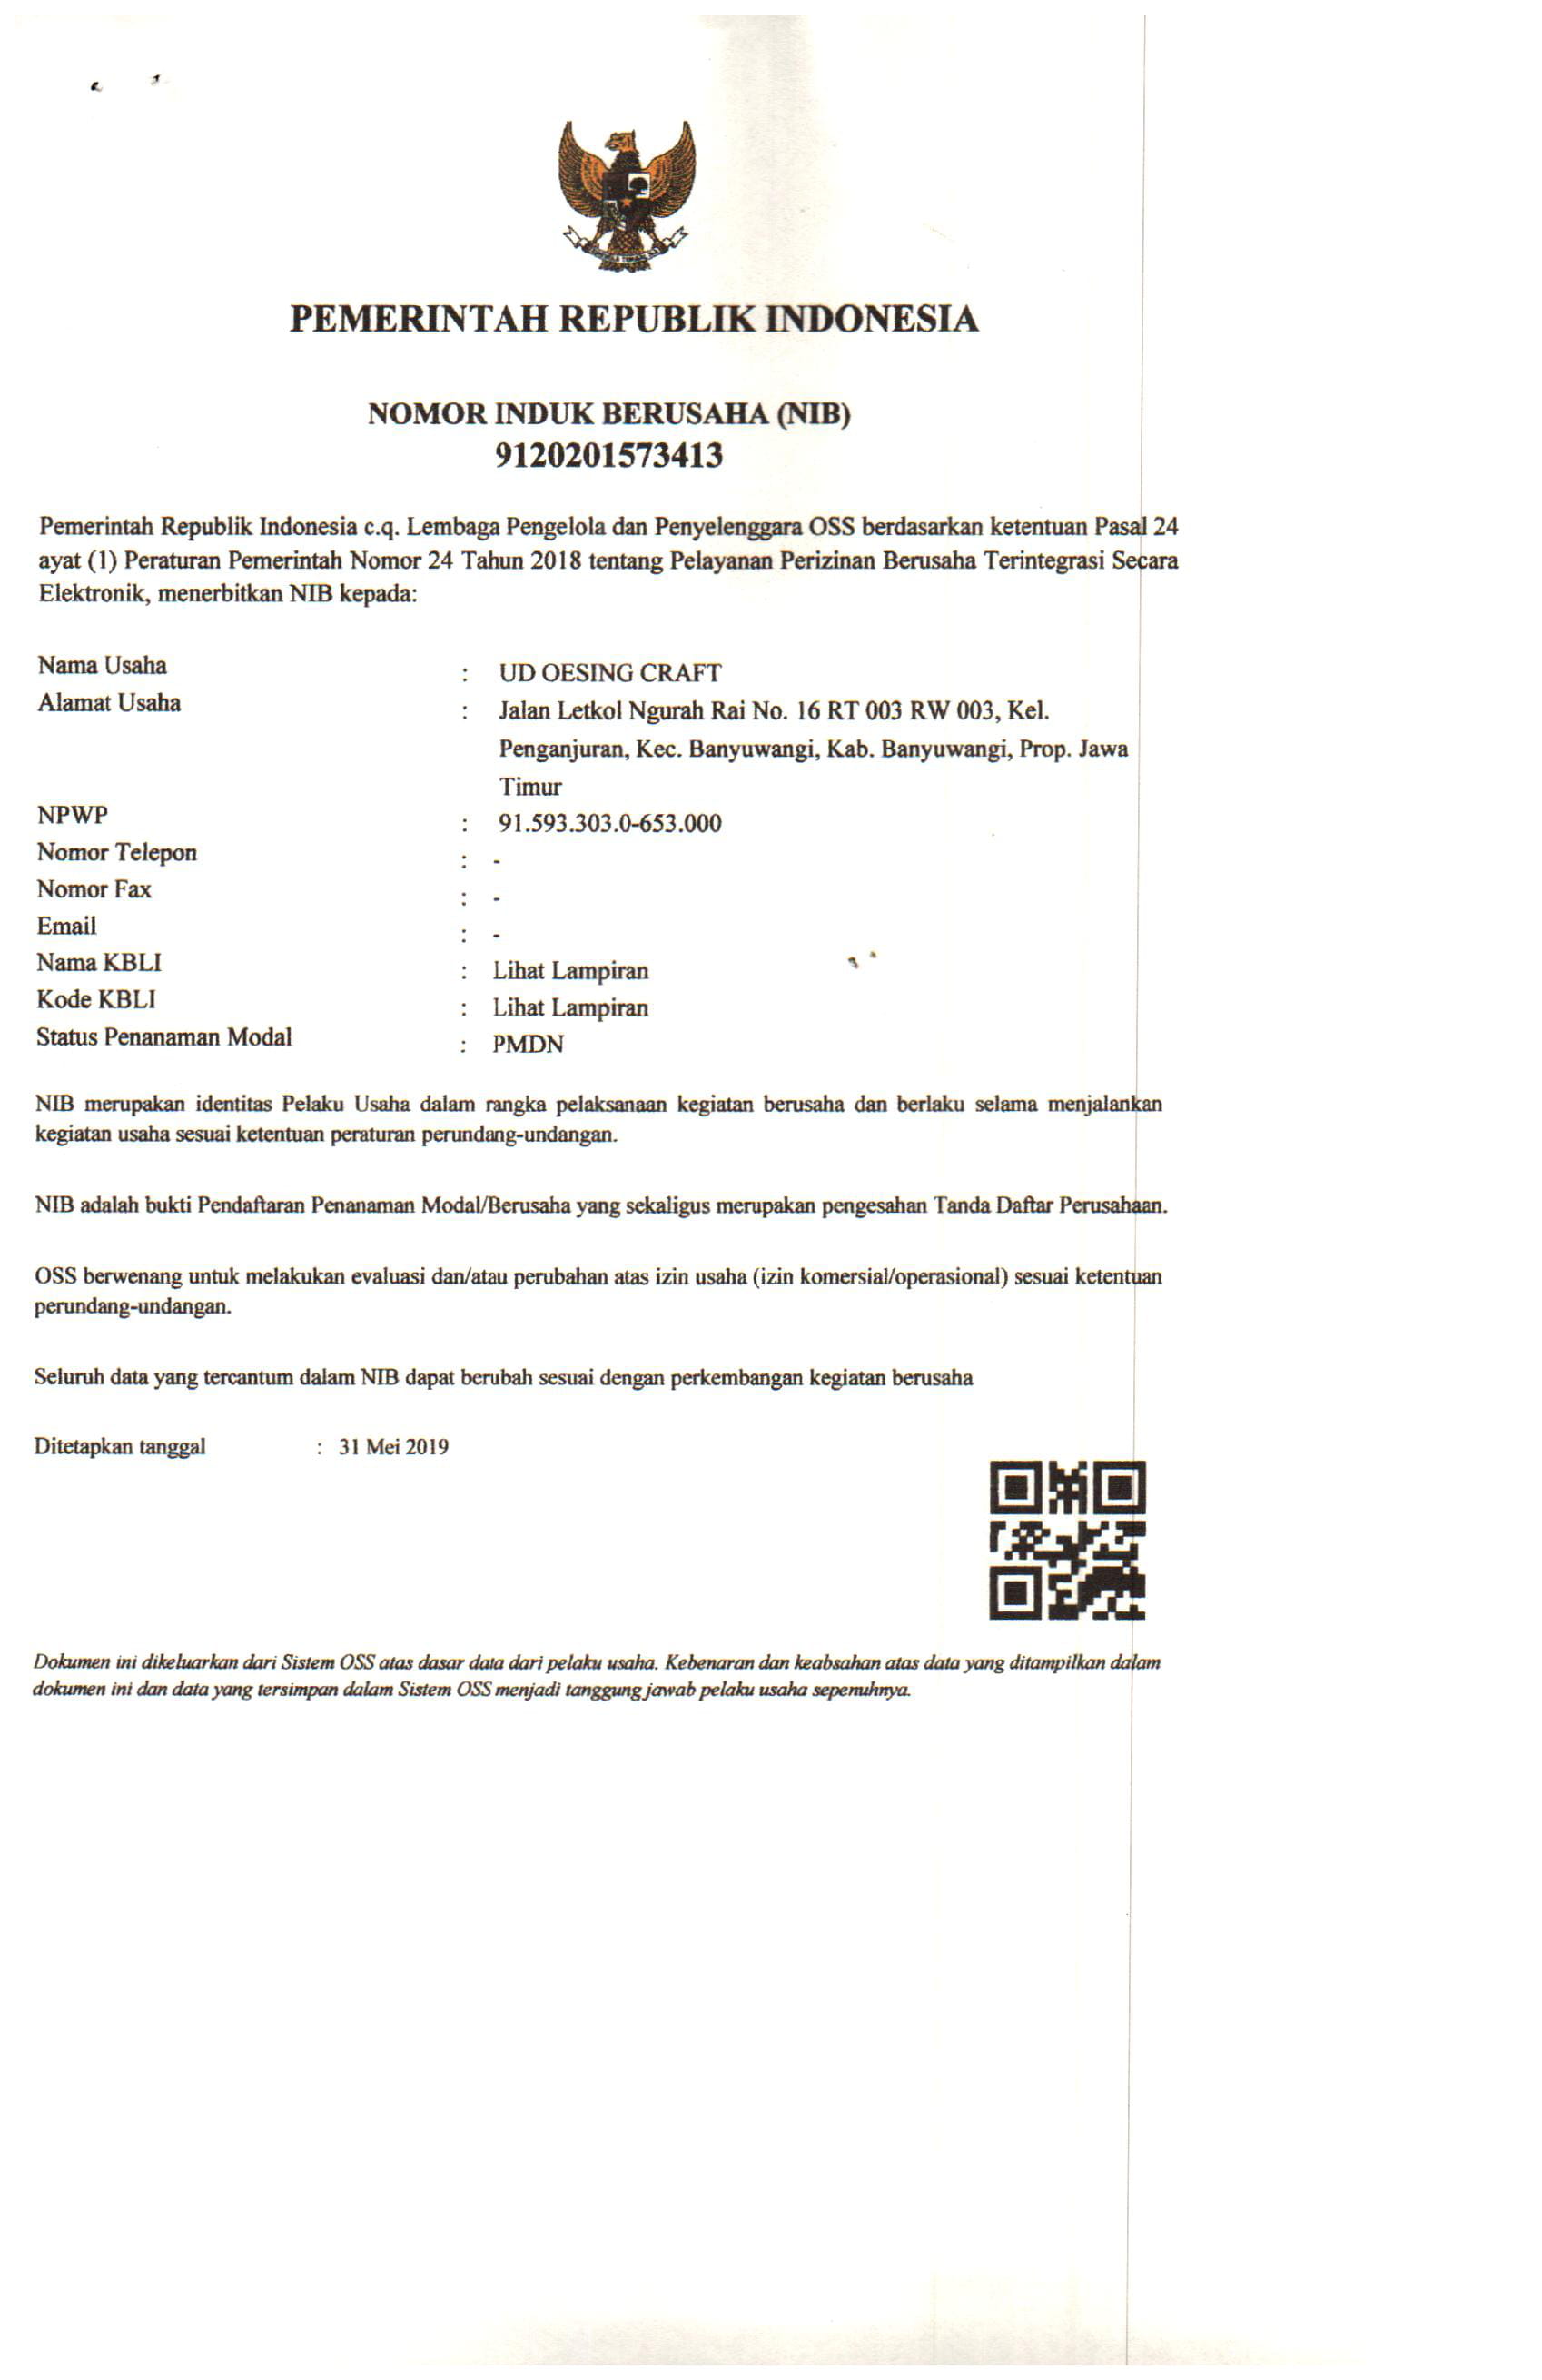 PEMERINTAH REPUBLIK INDONESIA
NOMOR INDUK BERUSAHA (NIB)
9120201573413
Pemerintah Republik Indonesia c.q. Lembaga Pengelola dan Penyelenggara OSS berdasarkan ketentuan Pasal 24
ayat (1) Peraturan Pemerintah Nomor 24 Tahun 2018 tentang Pelayanan Perizinan Berusaha Terintegrasi Secara
Elektronik, menerbitkan NIB kepada:
Nama Usaha : UD OESING CRAFT
Alamat Usaha : Jalan Letkol Ngurah Rai No. 16 RT 003 RW 003, Kel.
Penganjuran, Kec. Banyuwangi, Kab. Banyuwangi, Prop. Jawa
Timur
NPWP : 91.593.303.0-653.000
Nomor Telepon : -
Nomor Fax : -
Email : -
Nama KBLI : Lihat Lampiran
Kode KBLI : Lihat Lampiran
Status Penanaman Modal : PMDN
NIB merupakan identitas Pelaku Usaha dalam rangka pelaksanaan kegiatan berusaha dan berlaku selama menjalankan
kegiatan usaha sesuai ketentuan peraturan perundang-undangan.
NIB adalah bukti Pendaftaran Penanaman Modal/Berusaha yang sekaligus merupakan pengesahan Tanda Daftar Perusahaan.
OSS berwenang untuk melakukan evaluasi dan/atau perubahan atas izin usaha (izin komersial/operasional) sesuai ketentuan
perundang-undangan.
Seluruh data yang tercantum dalam NIB dapat berubah sesuai dengan perkembangan kegiatan berusaha
Ditetapkan tanggal : 31 Mei 2019
Dokumen ini dikeluarkan dari Sistem OSS atas dasar data dari pelaku usaha. Kebenaran dan keabsahan atas data yang ditampilkan dalam
dokumen ini dan data yang tersimpan dalam Sistem OSS menjadi tanggung jawab pelaku usaha sepenuhnya.